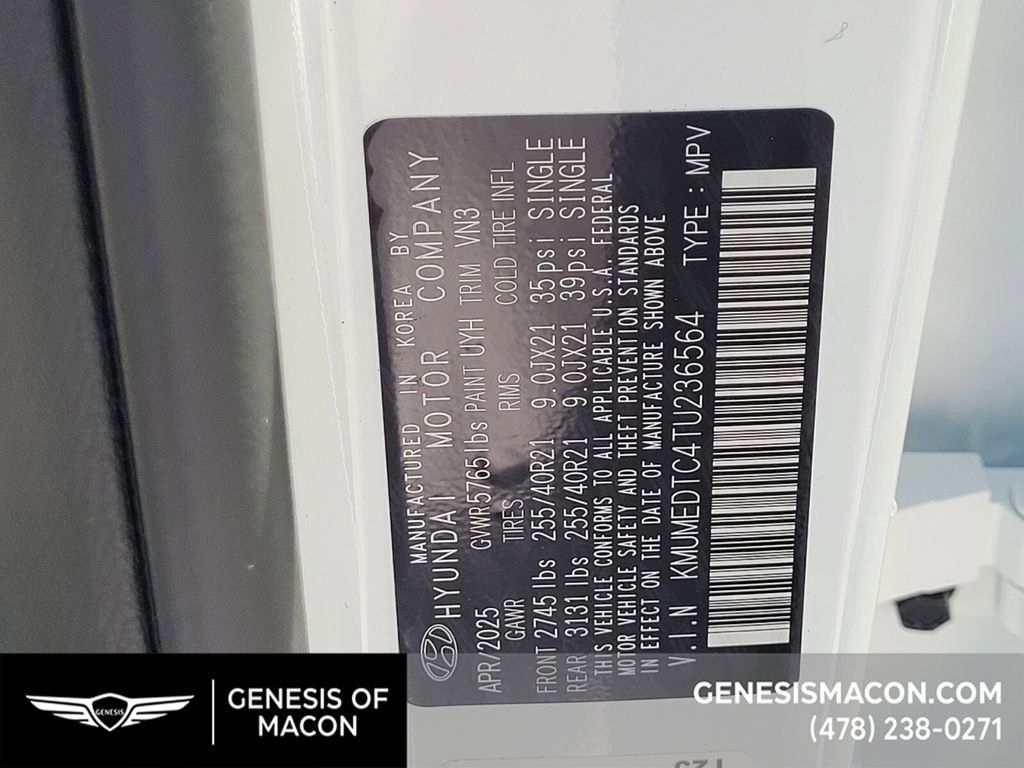 MANUFACTURED IN KOREA BY
HYUNDAI MOTOR COMPANY
APR/2025 GVWR5765lbs PAINT UYH TRIM VN3
GAWR TIRES RIMS COLD TIRE INFL
FRONT 2745lbs 255/40R21 9.0JX21 35psi SINGLE
REAR 3131lbs 255/40R21 9.0JX21 39psi SINGLE
THIS VEHICLE CONFORMS TO ALL APPLICABLE U.S.A. FEDERAL
MOTOR VEHICLE SAFETY AND THEFT PREVENTION STANDARDS
IN EFFECT ON THE DATE OF MANUFACTURE SHOWN ABOVE
V.I.N KMUMEDTC4TU236564 TYPE : MPV
GENESIS
GENESIS OF
MACON
GENESISMACON.COM
(478) 238-0271